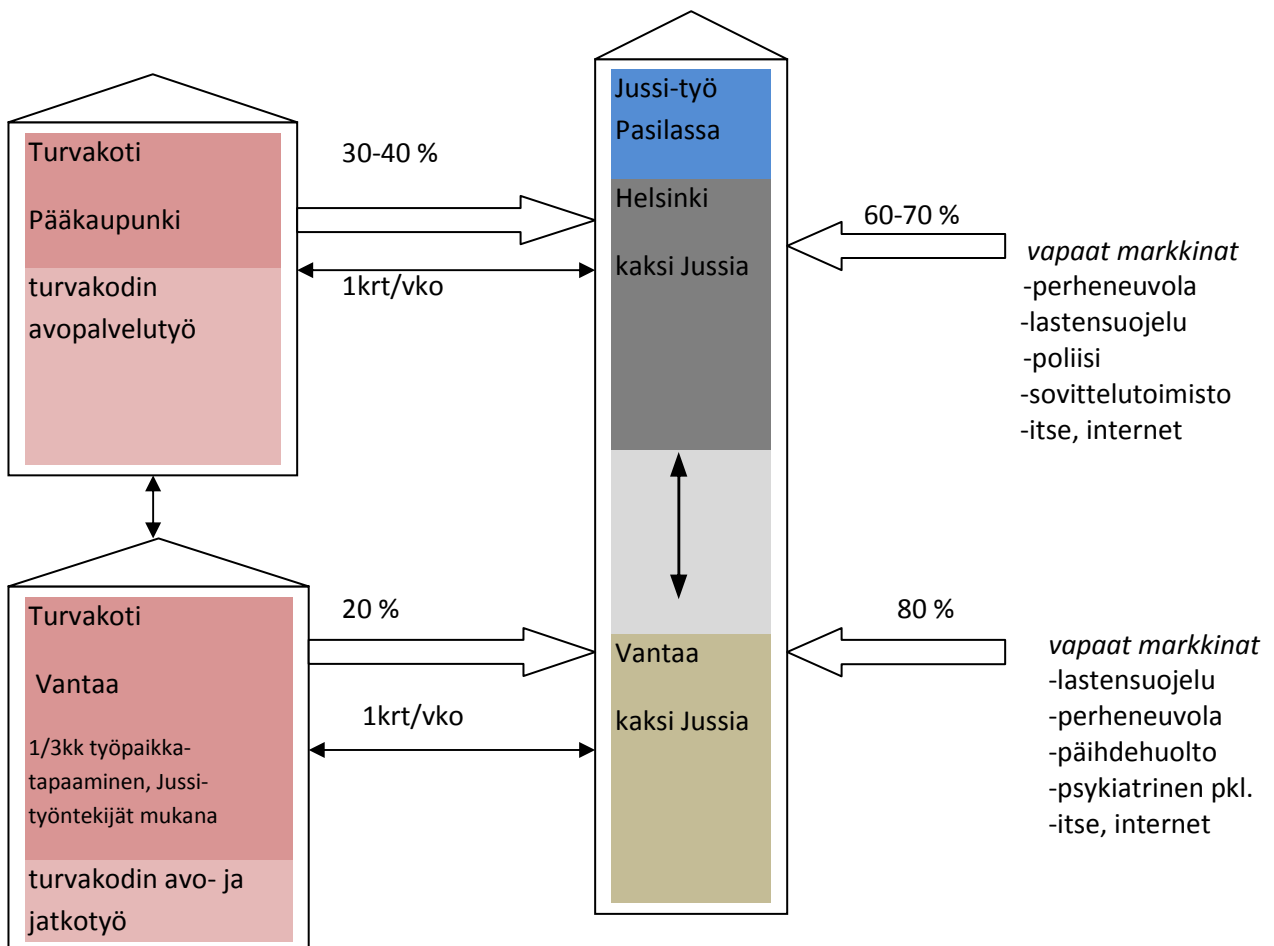 Turvakoti
Pääkaupunki
turvakodin
avopalvelutyö
30-40 %
1krt/vko
Jussi-työ
Pasilassa
Helsinki
kaksi Jussia
60-70 %
vapaat markkinat
-perheneuvola
-lastensuojelu
-poliisi
-sovittelutoimisto
-itse, internet
Turvakoti
Vantaa
1/3kk työpaikka-
tapaaminen, Jussi-
työntekijät mukana
turvakodin avo- ja
jatkotyö
20 %
1krt/vko
Vantaa
kaksi Jussia
80 %
vapaat markkinat
-lastensuojelu
-perheneuvola
-päihdehuolto
-psykiatrinen pkl.
-itse, internet